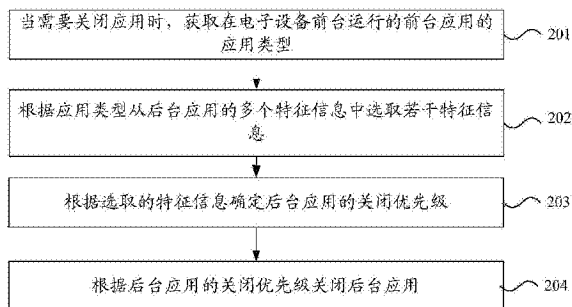 当需要关闭应用时，获取在电子设备前台运行的前台应用的
应用类型
201
根据应用类型从后台应用的多个特征信息中选取若干特征信
息
202
根据选取的特征信息确定后台应用的关闭优先级
203
根据后台应用的关闭优先级关闭后台应用
204